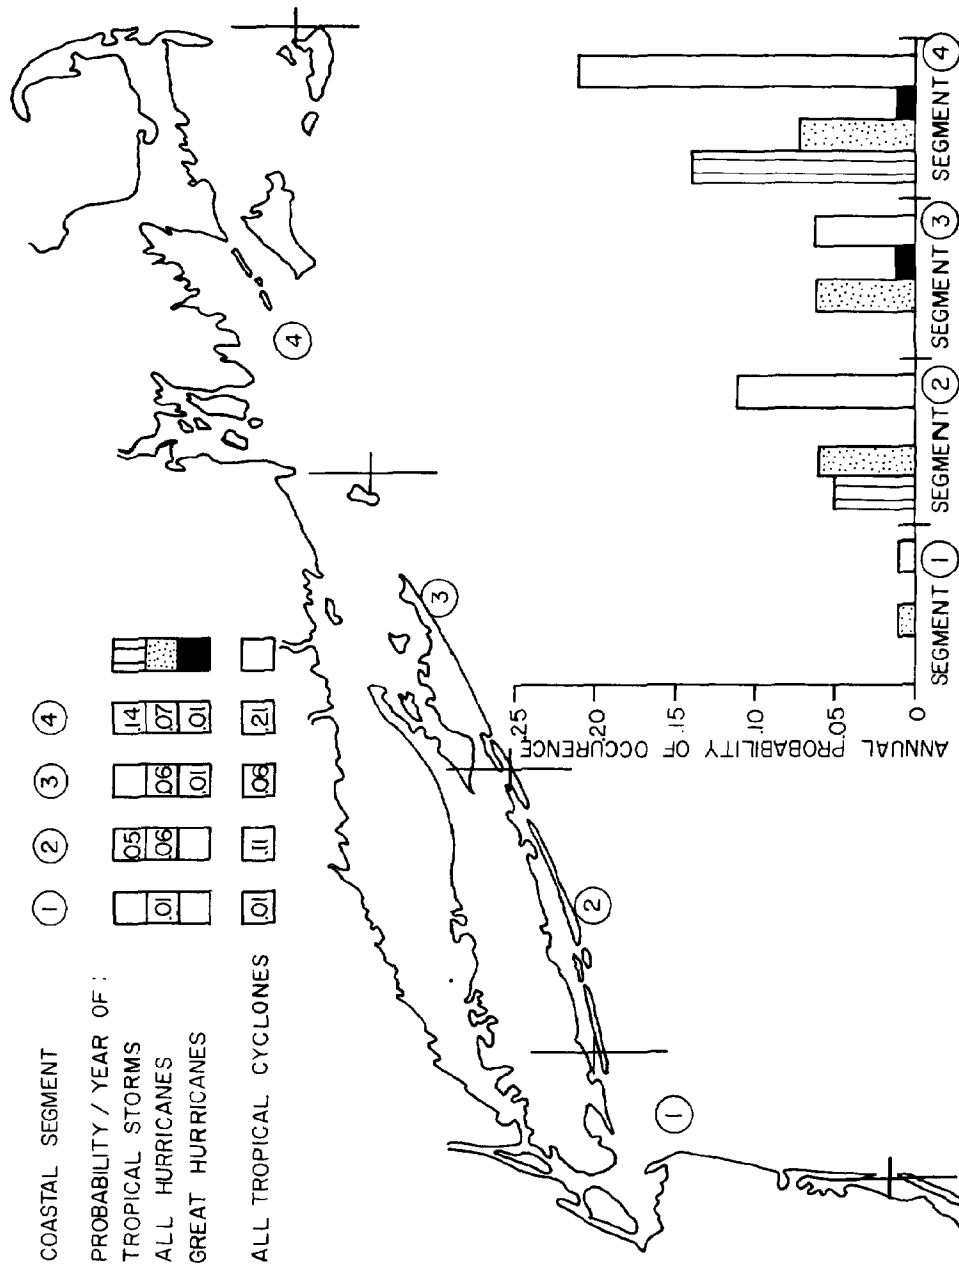 COASTAL SEGMENT 1 2 3 4
PROBABILITY / YEAR OF :
TROPICAL STORMS .05 .14
ALL HURRICANES .01 .06 .06 .07
GREAT HURRICANES .01 .01
ALL TROPICAL CYCLONES .01 .11 .06 .21
1
2
3
4
ANNUAL PROBABILITY OF OCCURENCE
.25
.20
.15
.10
.05
0
SEGMENT 1
SEGMENT 2
SEGMENT 3
SEGMENT 4